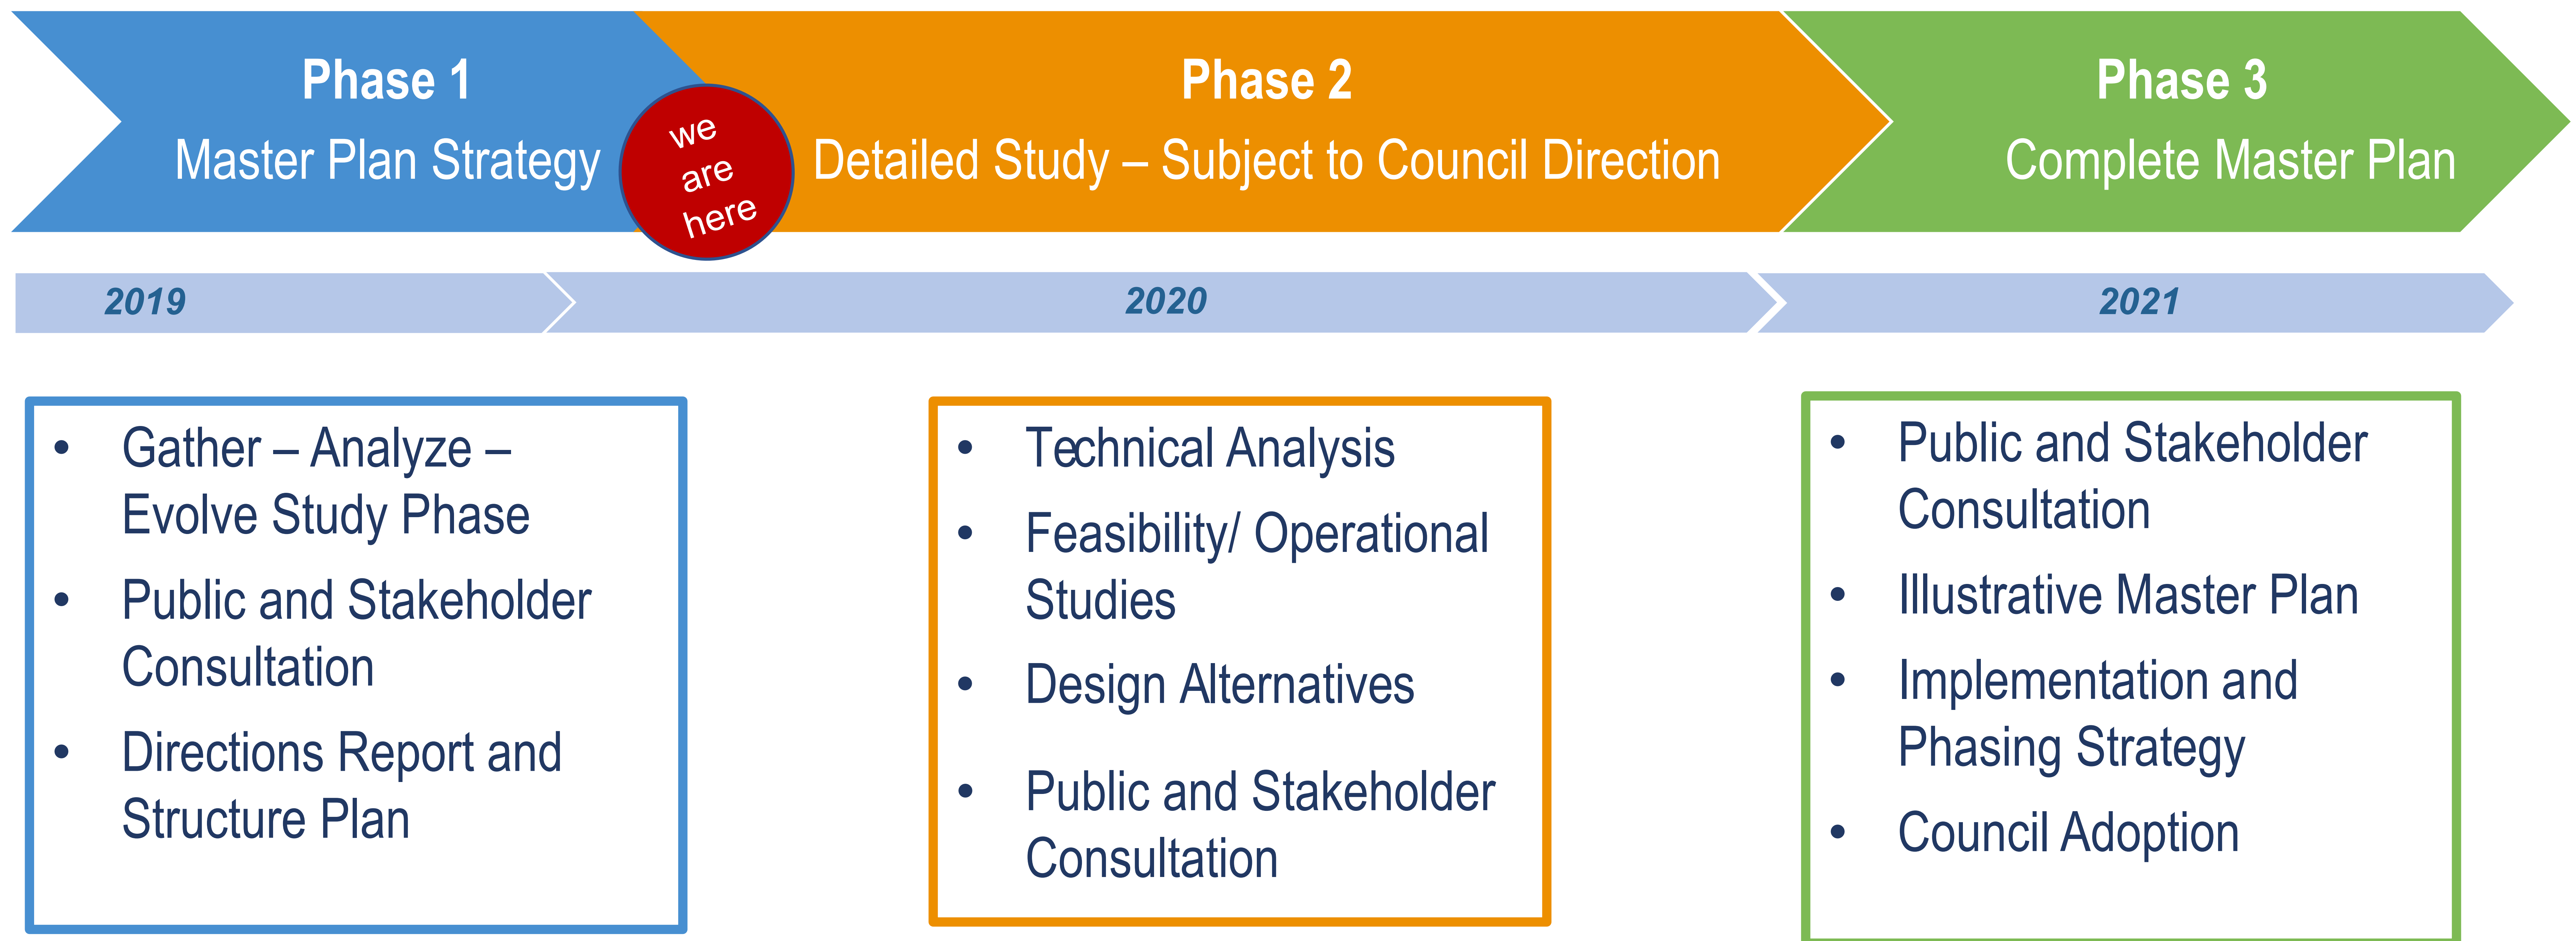 Phase 1
Master Plan Strategy
we
are
here
Phase 2
Detailed Study – Subject to Council Direction
Phase 3
Complete Master Plan
2019
2020
2021
• Gather – Analyze –
Evolve Study Phase
• Public and Stakeholder
Consultation
• Directions Report and
Structure Plan
• Technical Analysis
• Feasibility/ Operational
Studies
• Design Alternatives
• Public and Stakeholder
Consultation
• Public and Stakeholder
Consultation
• Illustrative Master Plan
• Implementation and
Phasing Strategy
• Council Adoption